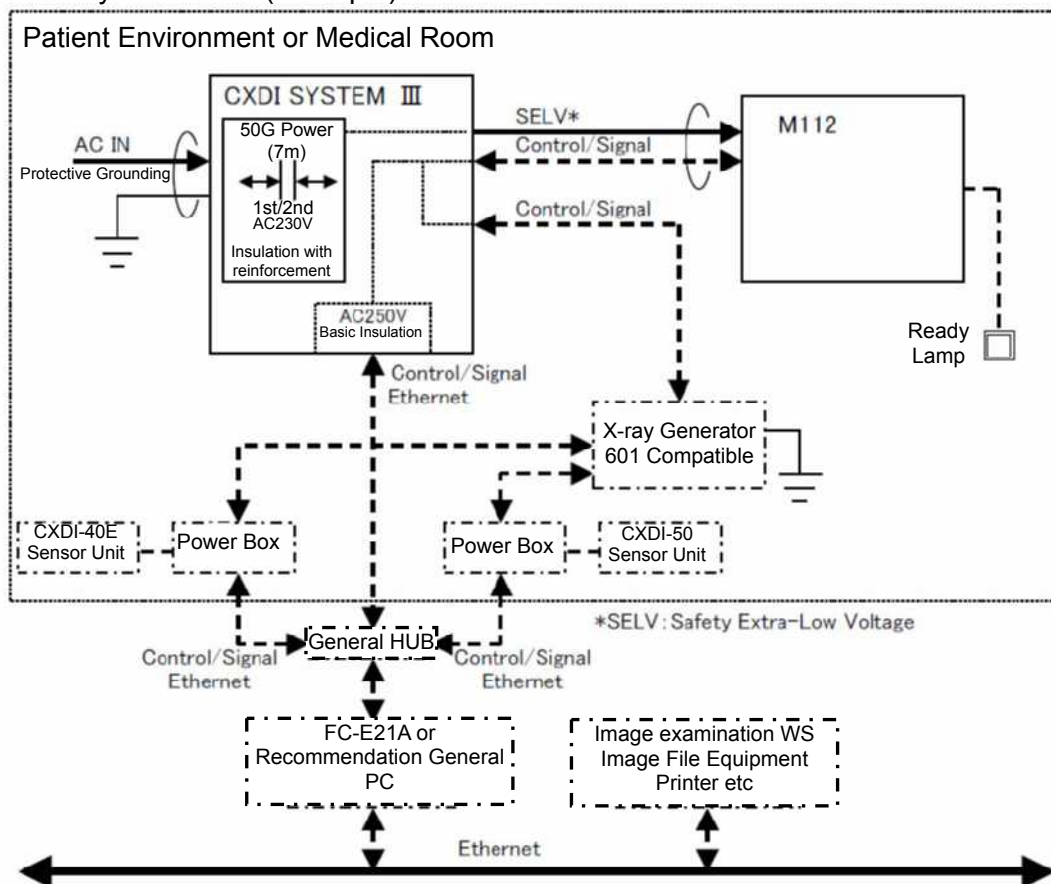 Patient Environment or Medical Room
CXDI SYSTEM III
50G Power
(7m)
1st/2nd
AC230V
Insulation with
reinforcement
AC IN
Protective Grounding
AC250V
Basic Insulation
SELV*
Control/Signal
Control/Signal
M112
Ready
Lamp
Control/Signal
Ethernet
X-ray Generator
601 Compatible
CXDI-40E
Sensor Unit
Power Box
Power Box
CXDI-50
Sensor Unit
*SELV: Safety Extra-Low Voltage
General HUB
Control/Signal
Ethernet
Control/Signal
Ethernet
FC-E21A or
Recommendation General
PC
Image examination WS
Image File Equipment
Printer etc
Ethernet